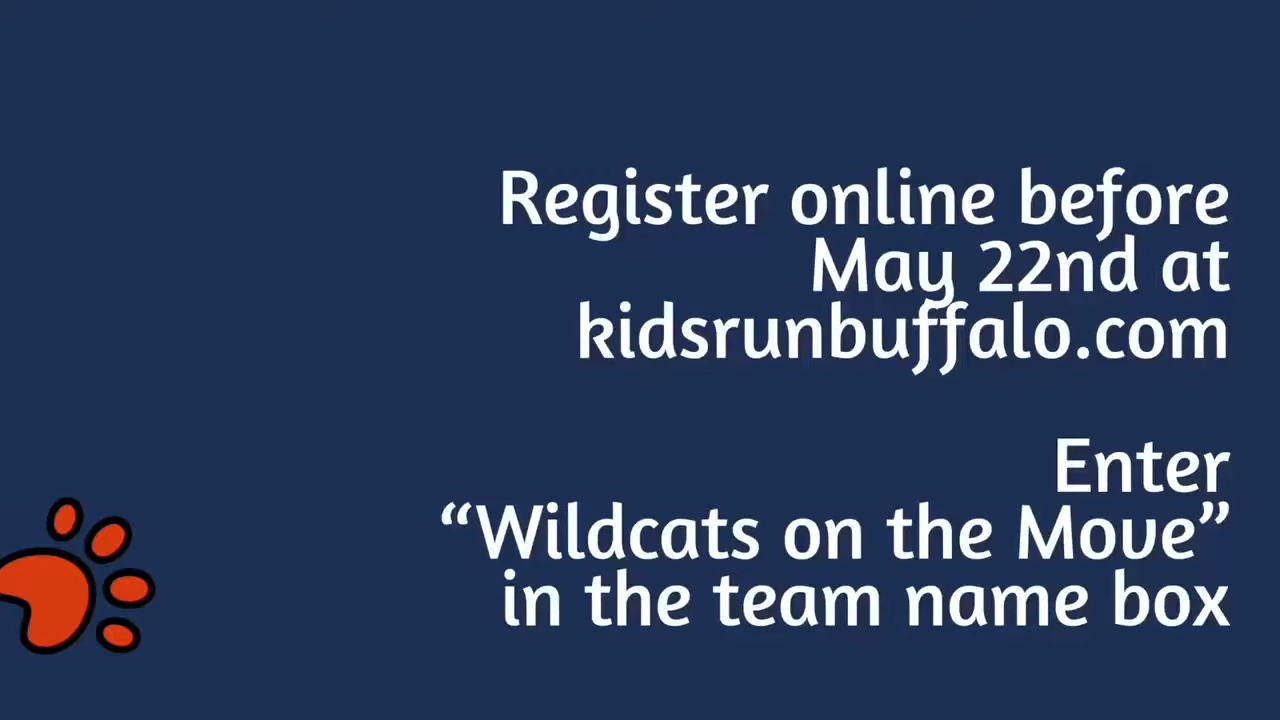 Register online before
May 22nd at
kidsrunbuffalo.com
Enter
“Wildcats on the Move”
in the team name box